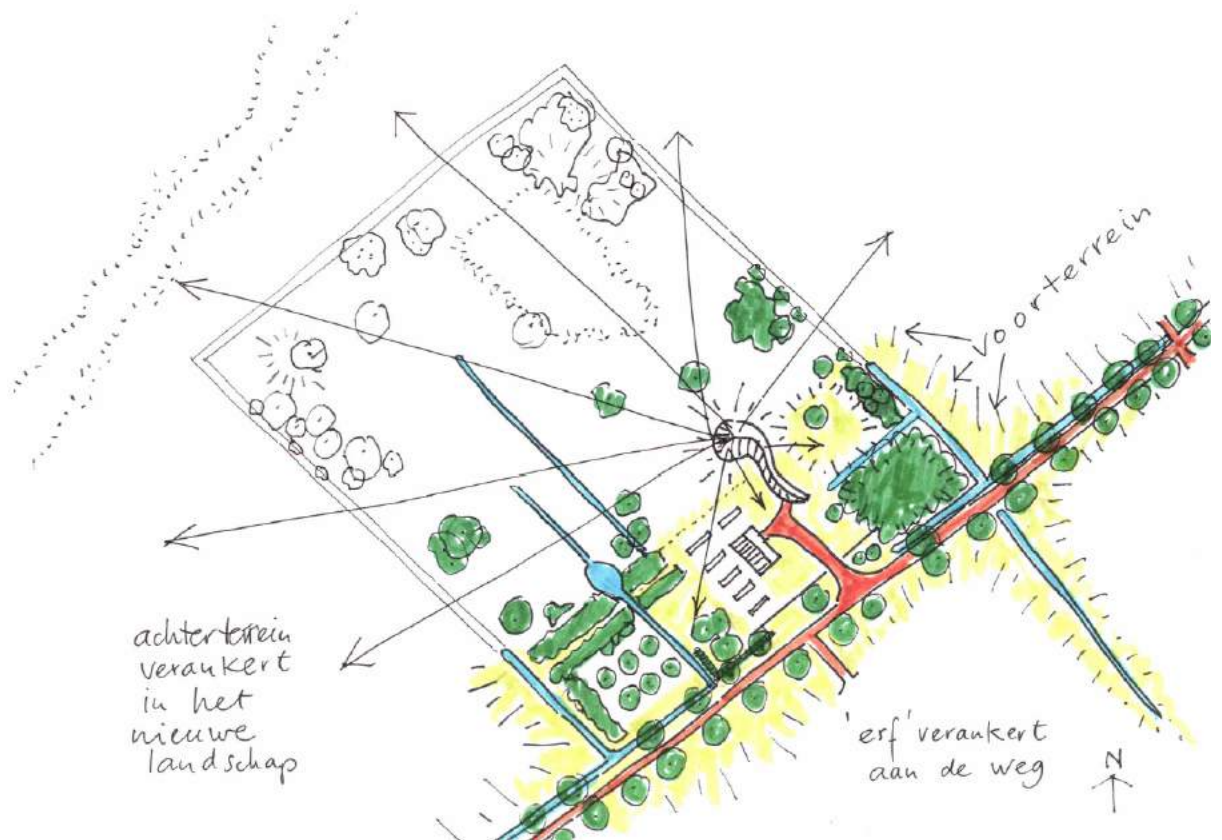 voorterrein
achterterrein
verankert
in het
nieuwe
landschap
'erf' verankert
aan de weg
N